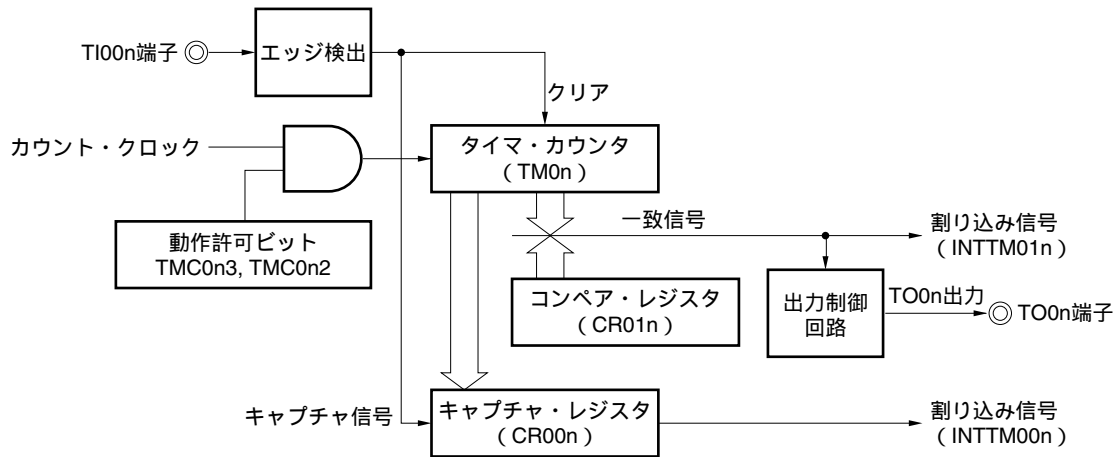 TI00n端子
エッジ検出
クリア
カウント・クロック
タイマ・カウンタ
（TM0n）
動作許可ビット
TMC0n3, TMC0n2
一致信号
割り込み信号
（INTTM01n）
コンペア・レジスタ
（CR01n）
出力制御
回路
TO0n出力
TO0n端子
キャプチャ信号
キャプチャ・レジスタ
（CR00n）
割り込み信号
（INTTM00n）